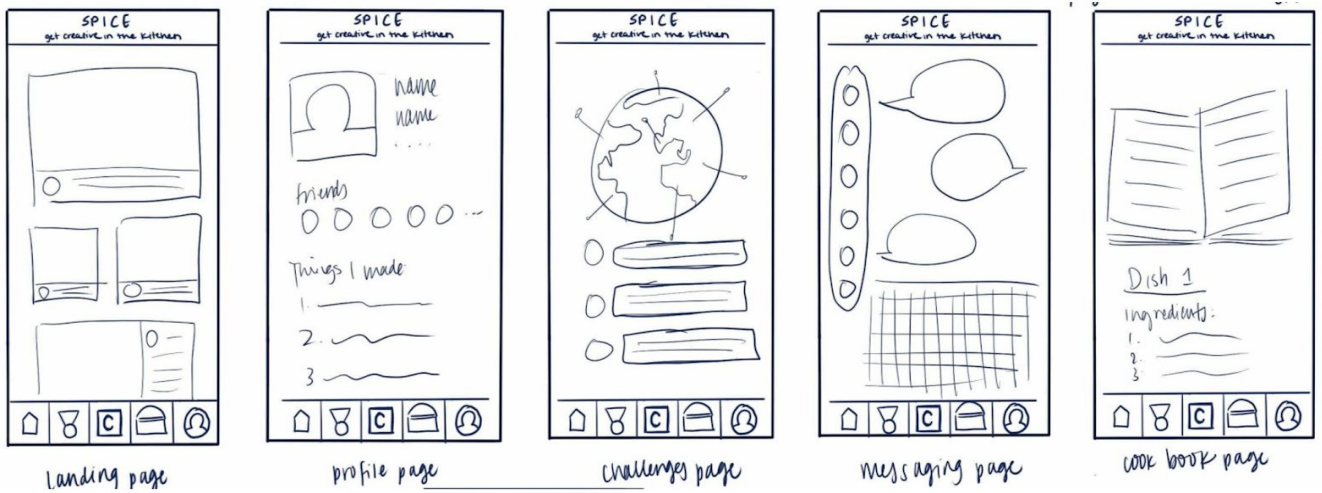 SPICE
get creative in the kitchen
C
landing page
SPICE
get creative in the kitchen
name
name
....
friends
...
Things I made
1.
2.
3
C
profile page
SPICE
get creative in the kitchen
C
challenges page
SPICE
get creative in the kitchen
C
messaging page
SPICE
get creative in the kitchen
Dish 1
Ingredients:
1.
2.
3
C
cook book page